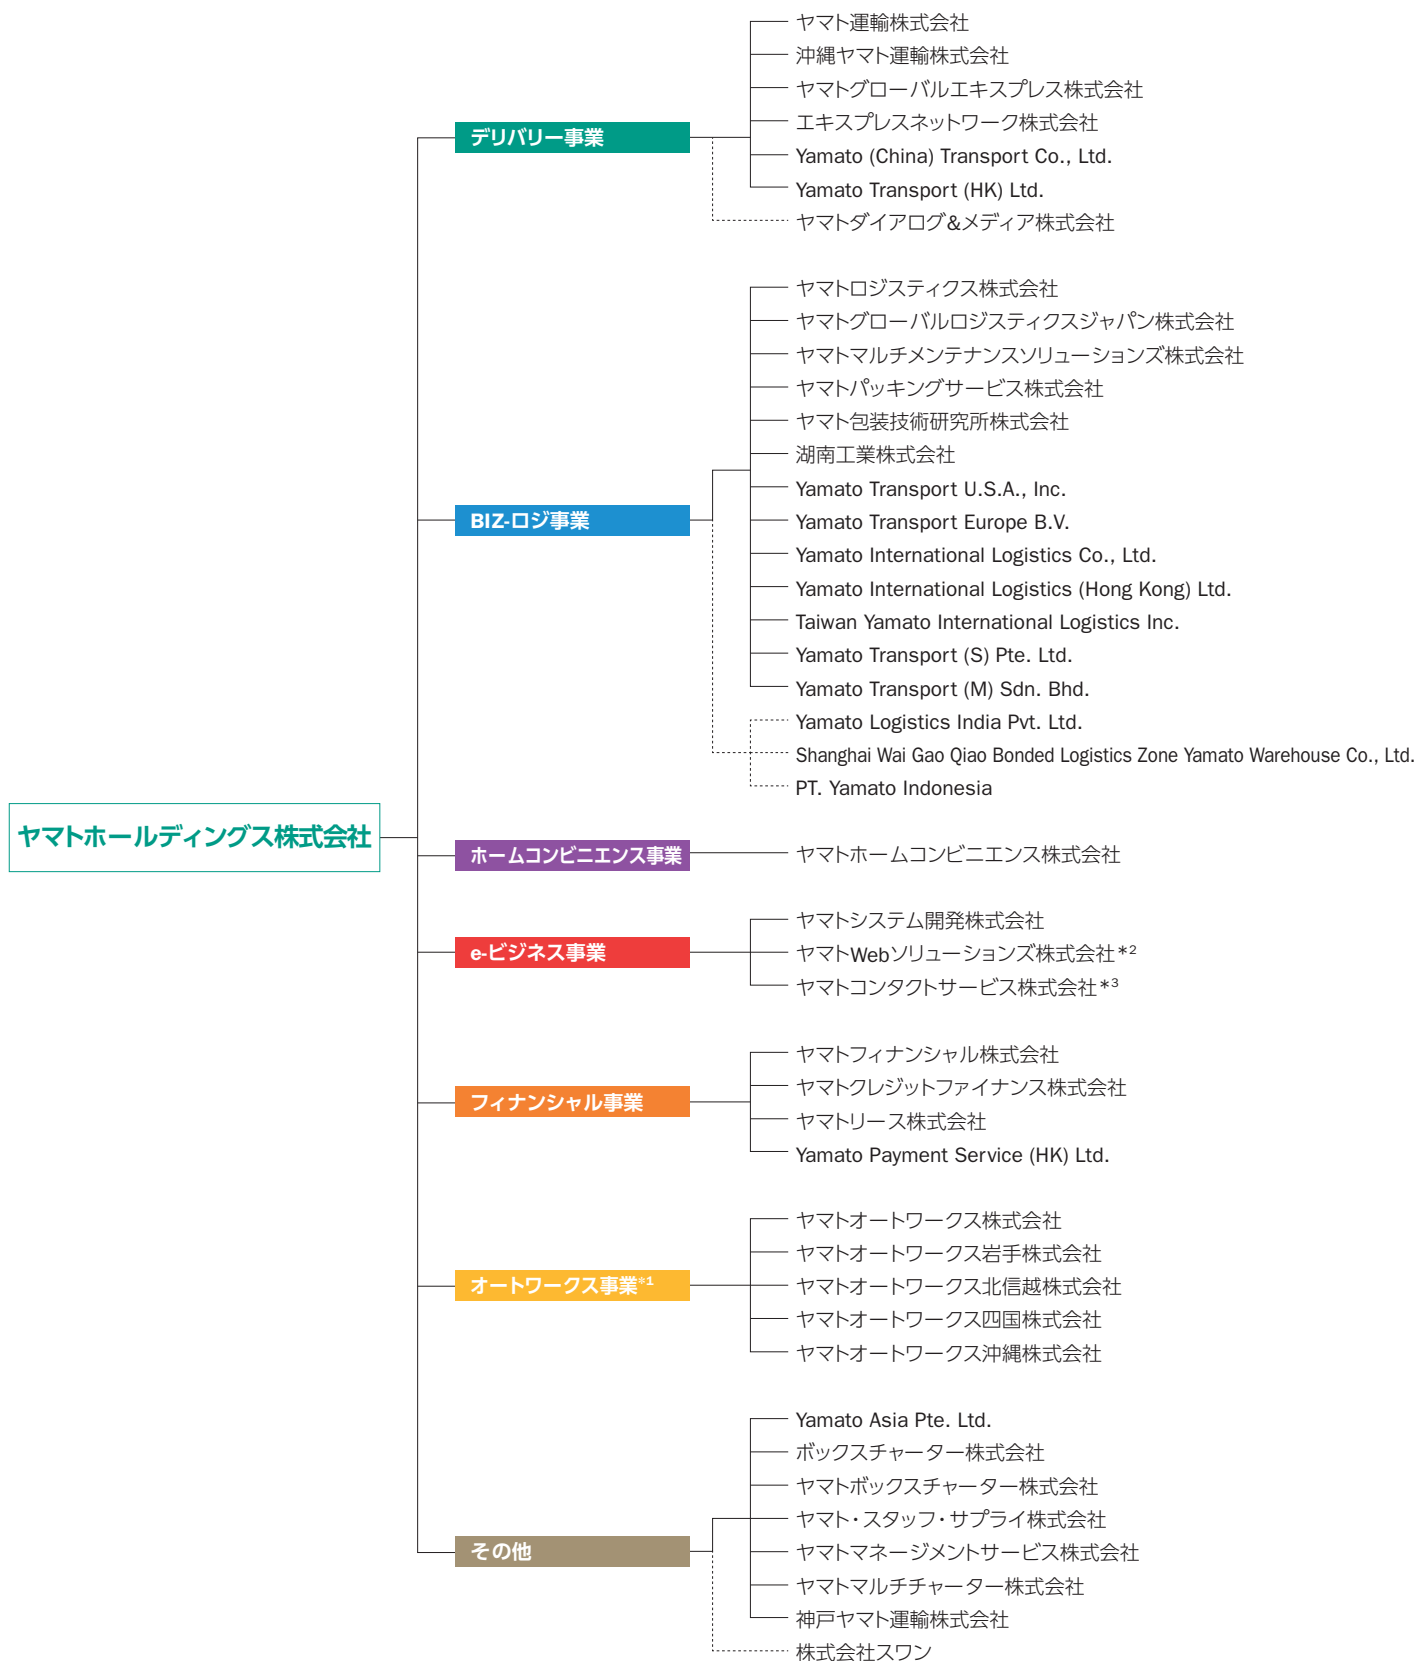 ヤマトホールディングス株式会社
デリバリー事業
ヤマト運輸株式会社
沖縄ヤマト運輸株式会社
ヤマトグローバルエキスプレス株式会社
エキスプレスネットワーク株式会社
Yamato (China) Transport Co., Ltd.
Yamato Transport (HK) Ltd.
ヤマトダイアログ&メディア株式会社
BIZ-ロジ事業
ヤマトロジスティクス株式会社
ヤマトグローバルロジスティクスジャパン株式会社
ヤマトマルチメンテナンスソリューションズ株式会社
ヤマトパッキングサービス株式会社
ヤマト包装技術研究所株式会社
湖南工業株式会社
Yamato Transport U.S.A., Inc.
Yamato Transport Europe B.V.
Yamato International Logistics Co., Ltd.
Yamato International Logistics (Hong Kong) Ltd.
Taiwan Yamato International Logistics Inc.
Yamato Transport (S) Pte. Ltd.
Yamato Transport (M) Sdn. Bhd.
Yamato Logistics India Pvt. Ltd.
Shanghai Wai Gao Qiao Bonded Logistics Zone Yamato Warehouse Co., Ltd.
PT. Yamato Indonesia
ホームコンビニエンス事業
ヤマトホームコンビニエンス株式会社
e-ビジネス事業
ヤマトシステム開発株式会社
ヤマトWebソリューションズ株式会社*2
ヤマトコンタクトサービス株式会社*3
フィナンシャル事業
ヤマトフィナンシャル株式会社
ヤマトクレジットファイナンス株式会社
ヤマトリース株式会社
Yamato Payment Service (HK) Ltd.
オートワークス事業*1
ヤマトオートワークス株式会社
ヤマトオートワークス岩手株式会社
ヤマトオートワークス北信越株式会社
ヤマトオートワークス四国株式会社
ヤマトオートワークス沖縄株式会社
その他
Yamato Asia Pte. Ltd.
ボックスチャーター株式会社
ヤマトボックスチャーター株式会社
ヤマト・スタッフ・サプライ株式会社
ヤマトマネージメントサービス株式会社
ヤマトマルチチャーター株式会社
神戸ヤマト運輸株式会社
株式会社スワン